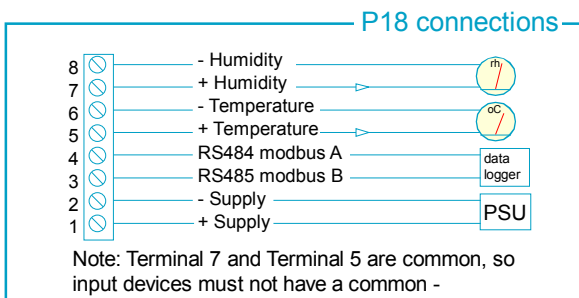 P18 connections
8 - Humidity rh
7 + Humidity
6 - Temperature oC
5 + Temperature
4 RS484 modbus A data
3 RS485 modbus B logger
2 - Supply PSU
1 + Supply
Note: Terminal 7 and Terminal 5 are common, so
input devices must not have a common -